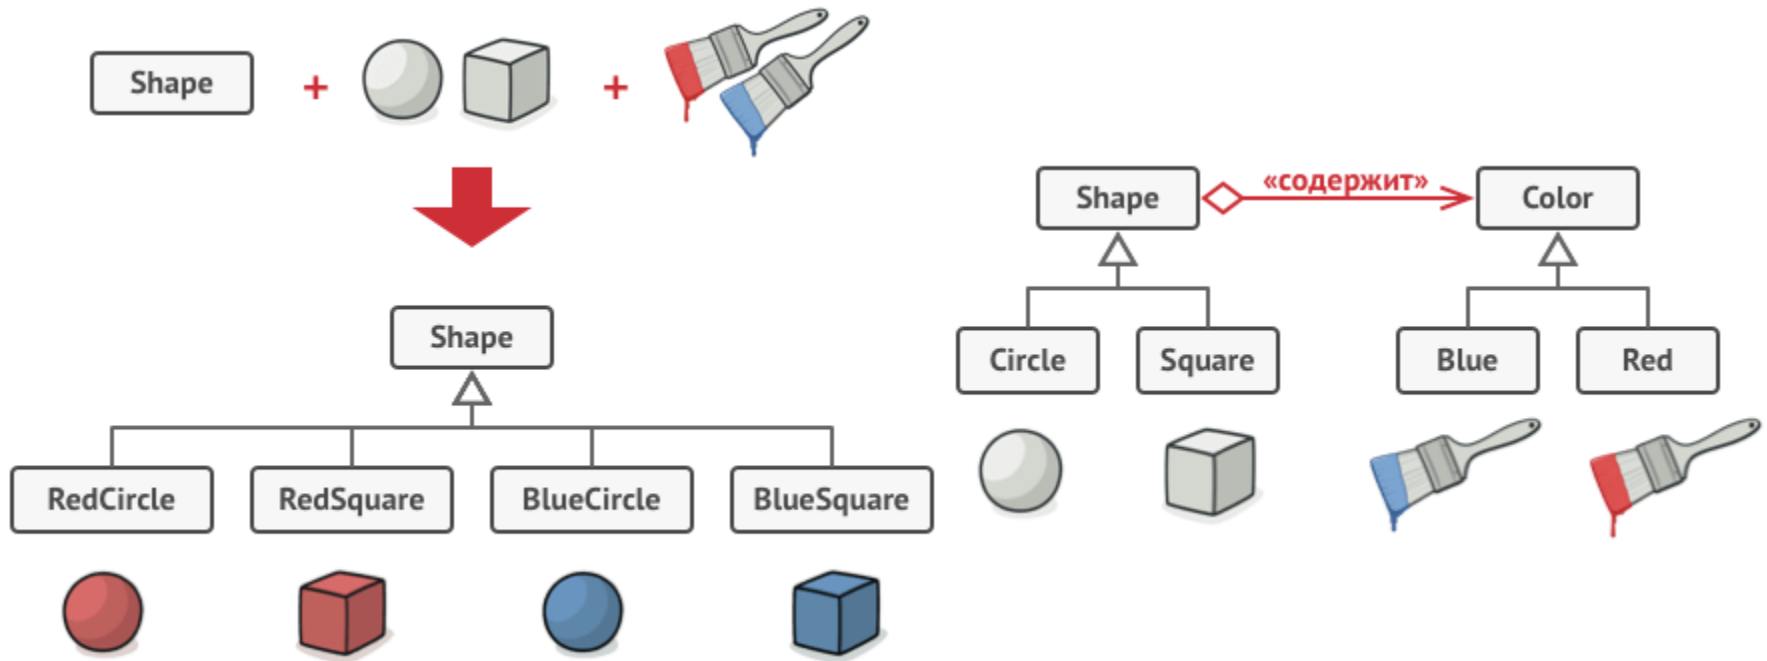 Shape
+
+
Shape
RedCircle
RedSquare
BlueCircle
BlueSquare
Shape
«содержит»
Color
Circle
Square
Blue
Red